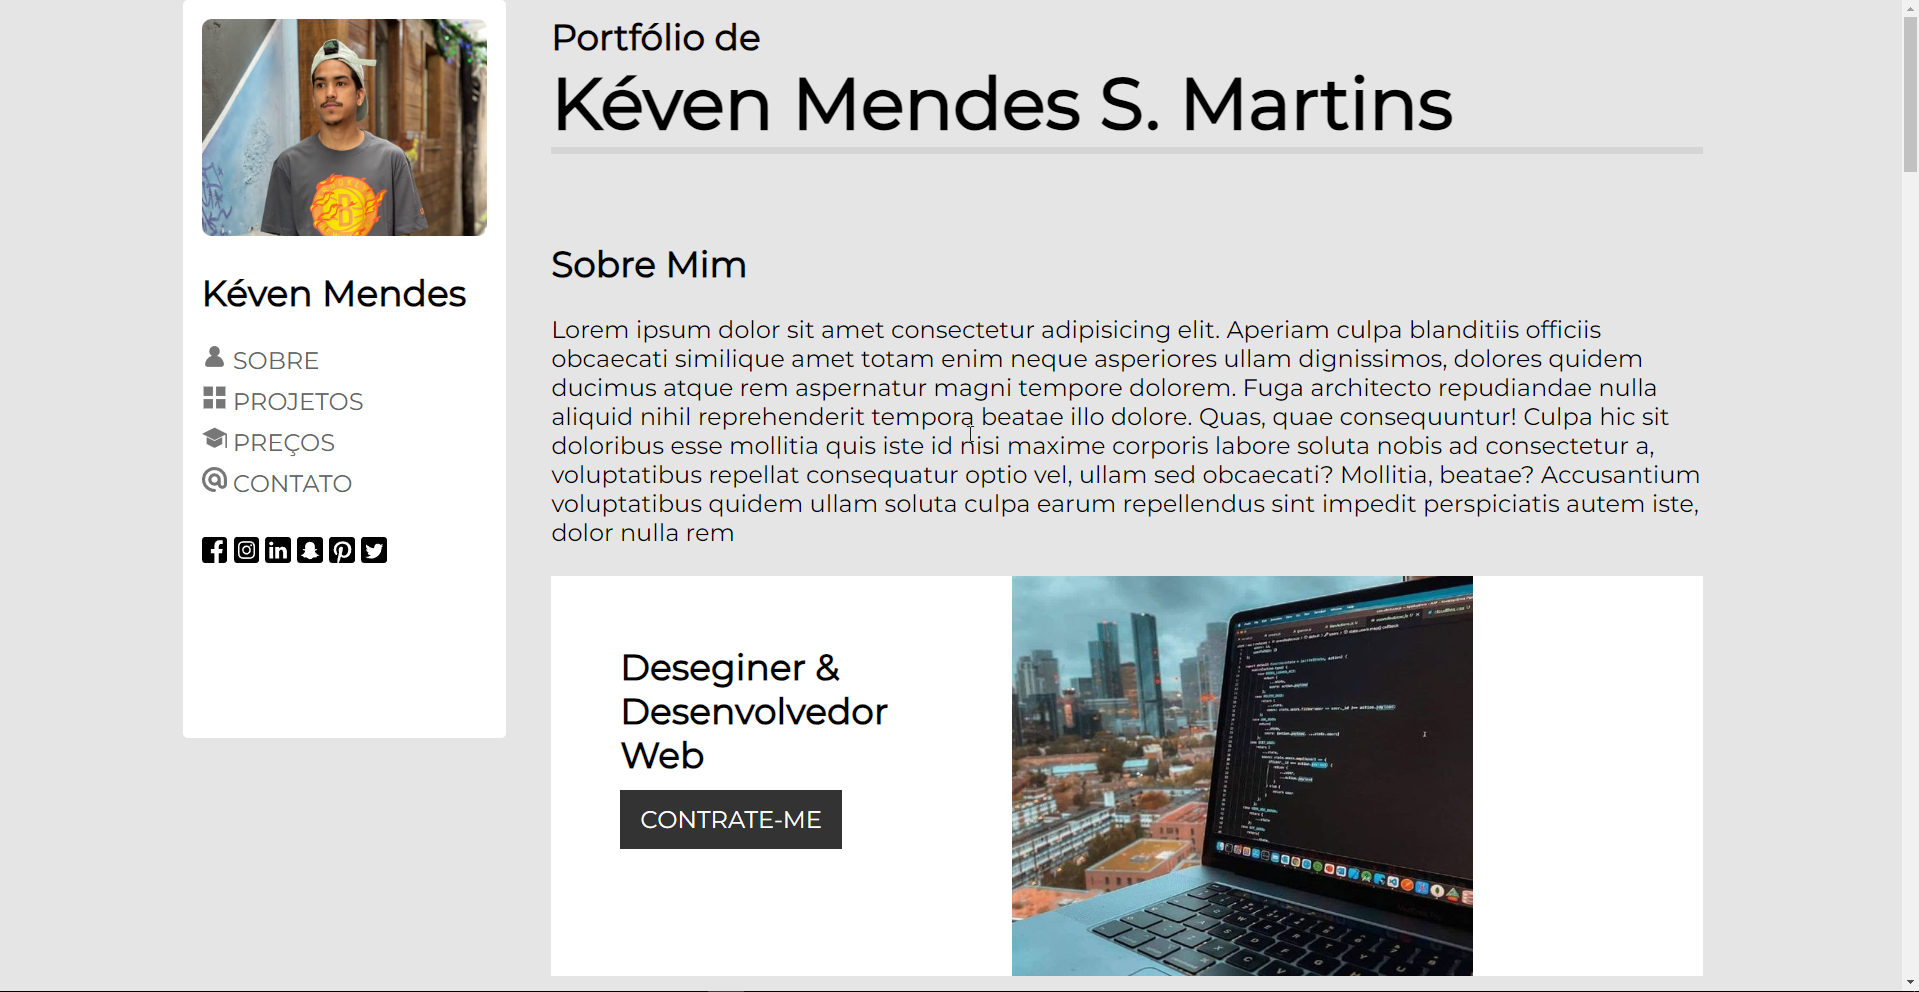 Kéven Mendes
SOBRE
PROJETOS
PREÇOS
CONTATO
Portfólio de
Kéven Mendes S. Martins
Sobre Mim
Lorem ipsum dolor sit amet consectetur adipisicing elit. Aperiam culpa blanditiis officiis
obcaecati similique amet totam enim neque asperiores ullam dignissimos, dolores quidem
ducimus atque rem aspernatur magni tempore dolorem. Fuga architecto repudiandae nulla
aliquid nihil reprehenderit tempora beatae illo dolore. Quas, quae consequuntur! Culpa hic sit
doloribus esse mollitia quis iste id nisi maxime corporis labore soluta nobis ad consectetur a,
voluptatibus repellat consequatur optio vel, ullam sed obcaecati? Mollitia, beatae? Accusantium
voluptatibus quidem ullam soluta culpa earum repellendus sint impedit perspiciatis autem iste,
dolor nulla rem
Deseginer &
Desenvolvedor
Web
CONTRATE-ME